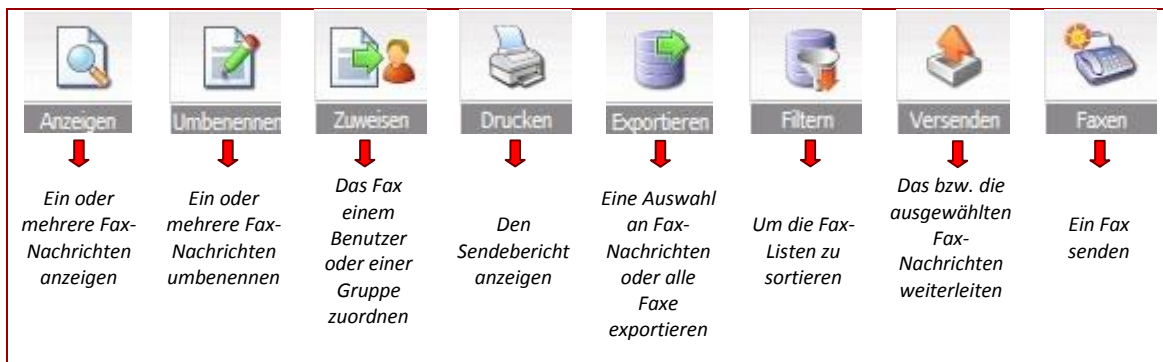 Anzeigen
Umbenennen
Zuweisen
Drucken
Exportieren
Filtern
Versenden
Faxen
Ein oder
mehrere Fax-
Nachrichten
anzeigen
Ein oder
mehrere Fax-
Nachrichten
umbenennen
Das Fax
einem
Benutzer
oder einer
Gruppe
zuordnen
Den
Sendebericht
anzeigen
Eine Auswahl
an Fax-
Nachrichten
oder alle
Faxe
exportieren
Um die Fax-
Listen zu
sortieren
Das bzw. die
ausgewählten
Fax-
Nachrichten
weiterleiten
Ein Fax
senden